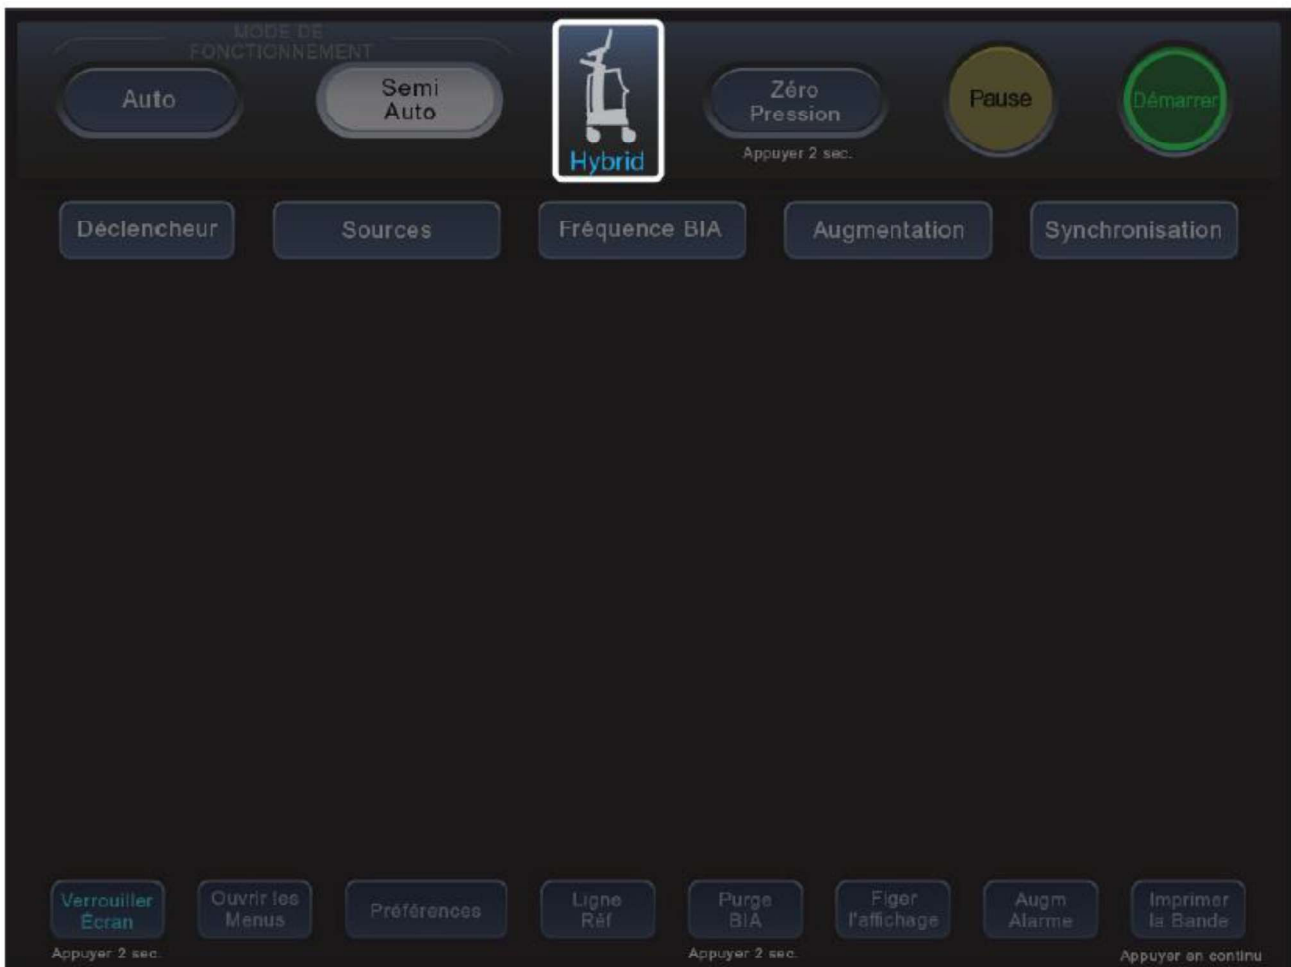 MODE DE
FONCTIONNEMENT
Auto
Semi
Auto
Hybrid
Zéro
Pression
Appuyer 2 sec.
Pause
Démarrer
Déclencheur
Sources
Fréquence BIA
Augmentation
Synchronisation
Verrouiller
Écran
Appuyer 2 sec.
Ouvrir les
Menus
Préférences
Ligne
Réf
Purge
BIA
Appuyer 2 sec.
Figer
l'affichage
Augm
Alarme
Imprimer
la Bande
Appuyer en continu